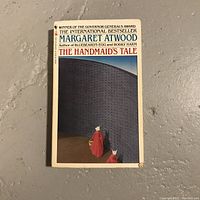 WINNER OF THE GOVERNOR GENERAL'S AWARD
THE INTERNATIONAL BESTSELLER
MARGARET ATWOOD
Author of BLUEBEARD'S EGG and BODILY HARM
THE HANDMAID'S TALE